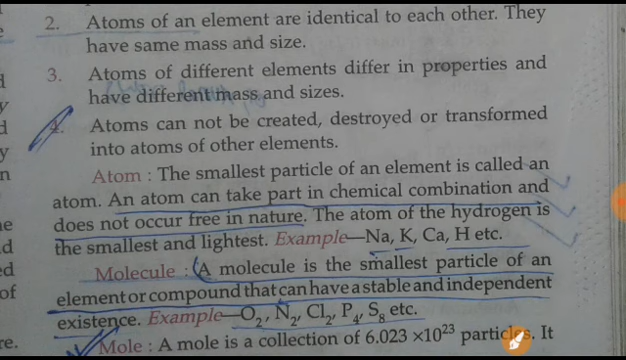 2. Atoms of an element are identical to each other. They
have same mass and size.
3. Atoms of different elements differ in properties and
have different mass and sizes.
4. Atoms can not be created, destroyed or transformed
into atoms of other elements.
Atom : The smallest particle of an element is called an
atom. An atom can take part in chemical combination and
does not occur free in nature. The atom of the hydrogen is
the smallest and lightest. Example—Na, K, Ca, H etc.
Molecule : (A molecule is the smallest particle of an
element or compound that can have a stable and independent
existence. Example—O₂, N₂, Cl₂, P₄, S₈ etc.
Mole : A mole is a collection of 6.023 ×10²³ particles. It